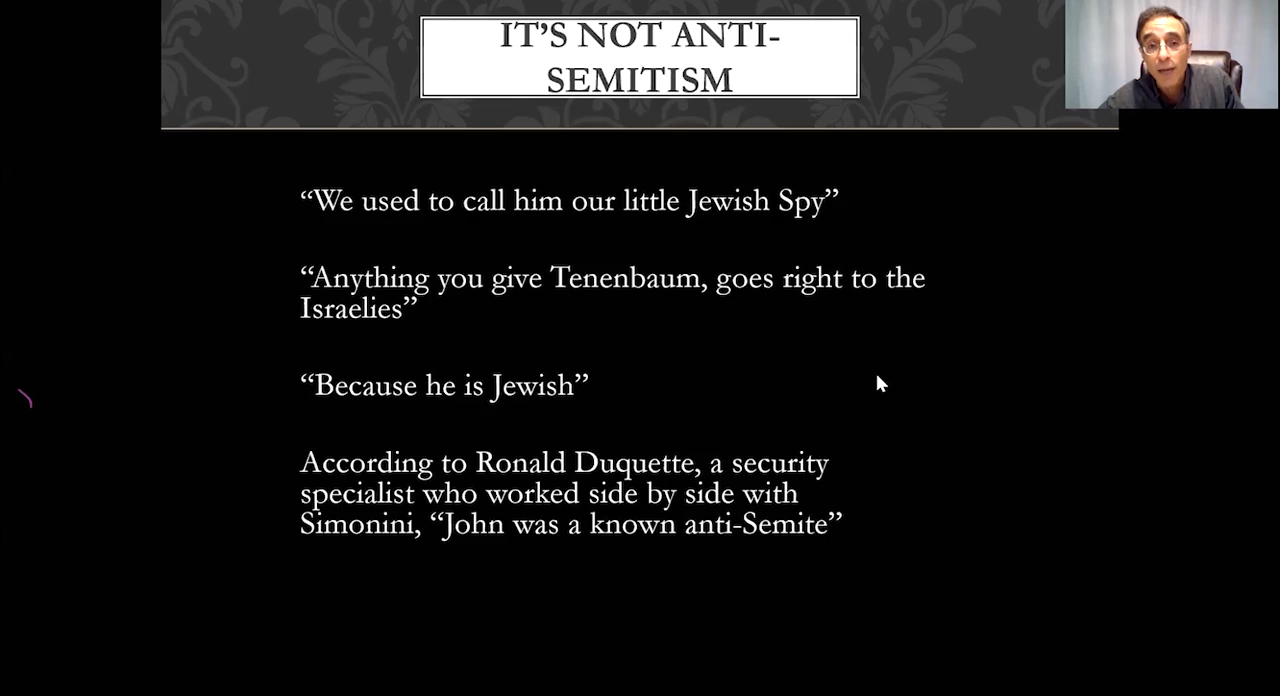 IT’S NOT ANTI-
SEMITISM
“We used to call him our little Jewish Spy”
“Anything you give Tenenbaum, goes right to the
Israelies”
“Because he is Jewish”
According to Ronald Duquette, a security
specialist who worked side by side with
Simonini, “John was a known anti-Semite”